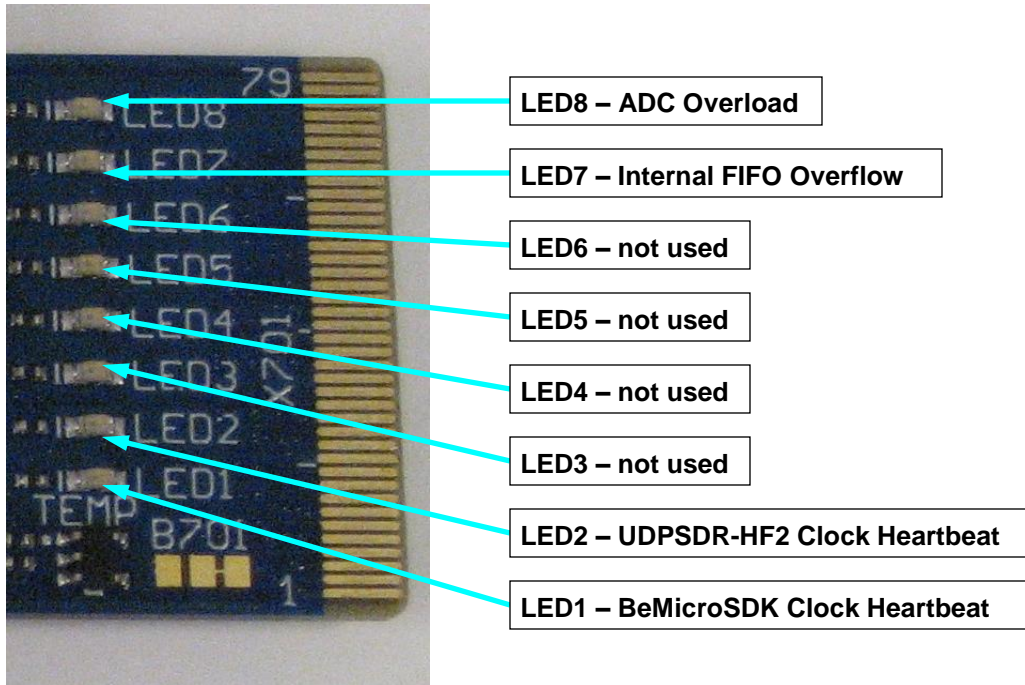 79
LED8
LED7
LED6
LED5
LED4
X701
LED3
LED2
LED1
TEMP
B701
1
LED8 – ADC Overload
LED7 – Internal FIFO Overflow
LED6 – not used
LED5 – not used
LED4 – not used
LED3 – not used
LED2 – UDPSDR-HF2 Clock Heartbeat
LED1 – BeMicroSDK Clock Heartbeat